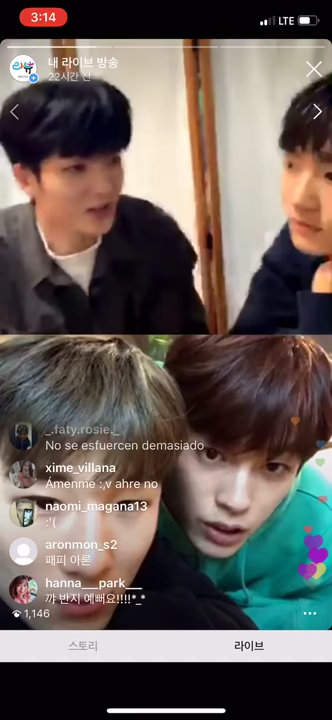 3:14
LTE
내 라이브 방송
22시간 전
_.faty.rosie._
No se esfuercen demasiado
xime_villana
Ámenme :,v ahre no
naomi_magana13
:'(
aronmon_s2
패피 아론
hanna___park__
꺄 반지 예뻐요!!!!*_*
1,146
스토리
라이브